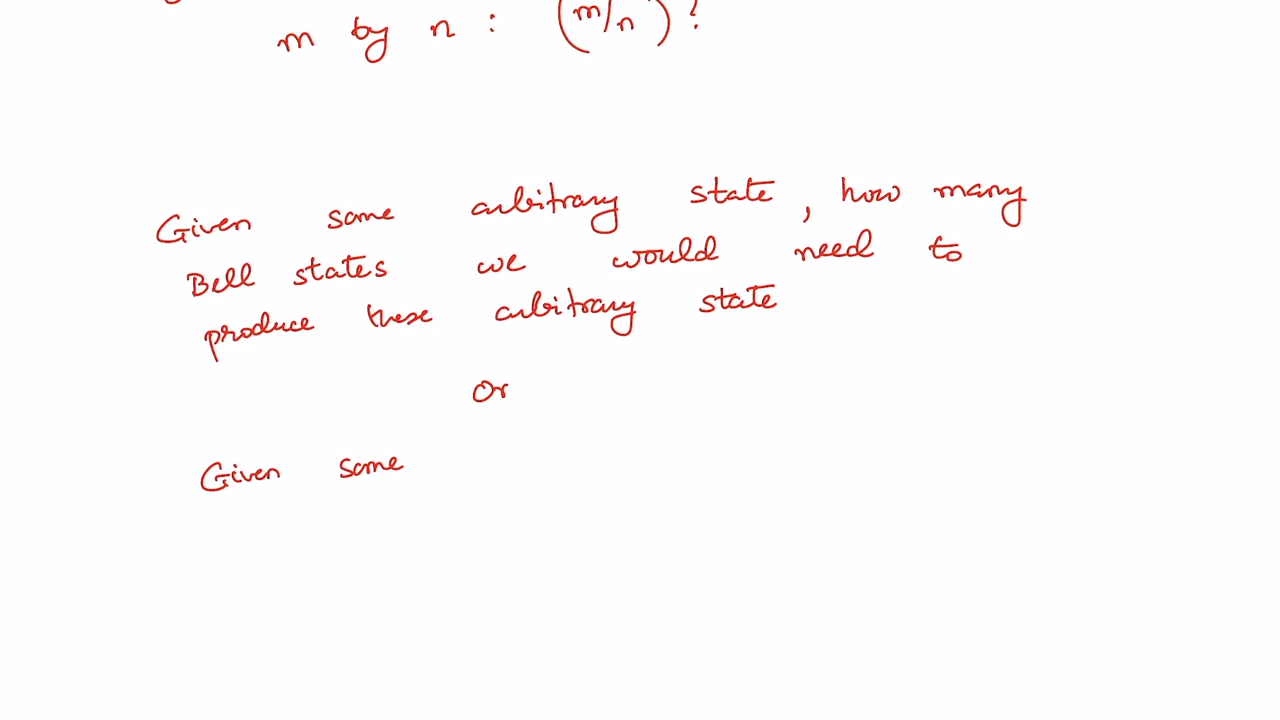 m by n : (m/n)?
Given some arbitrary state, how many
Bell states we would need to
produce these arbitrary state
Or
Given some